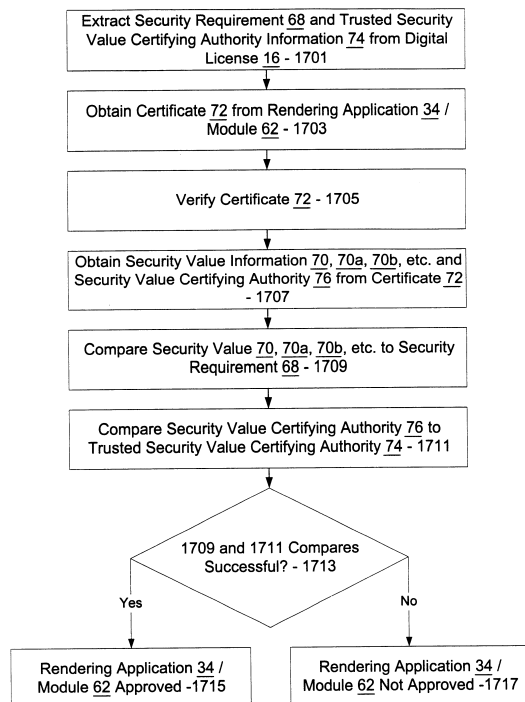 Extract Security Requirement 68 and Trusted Security
Value Certifying Authority Information 74 from Digital
License 16 - 1701
Obtain Certificate 72 from Rendering Application 34 /
Module 62 - 1703
Verify Certificate 72 - 1705
Obtain Security Value Information 70, 70a, 70b, etc. and
Security Value Certifying Authority 76 from Certificate 72
- 1707
Compare Security Value 70, 70a, 70b, etc. to Security
Requirement 68 - 1709
Compare Security Value Certifying Authority 76 to
Trusted Security Value Certifying Authority 74 - 1711
1709 and 1711 Compares
Successful? - 1713
Yes
No
Rendering Application 34 /
Module 62 Approved -1715
Rendering Application 34 /
Module 62 Not Approved -1717